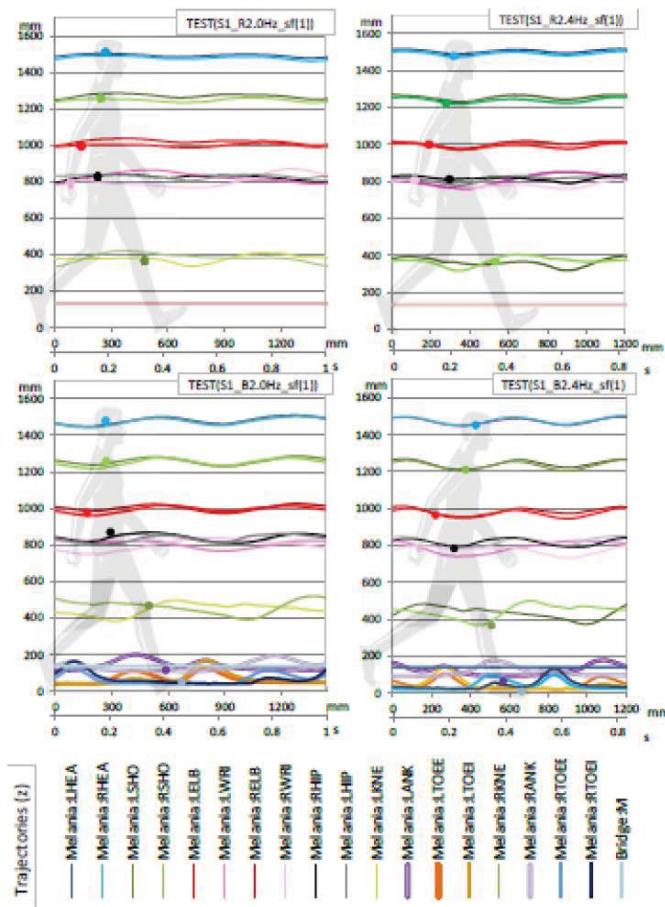 mm
TEST(S1_R2.0Hz_sf(1))
1600
1400
1200
1000
800
600
400
200
0
0 300 600 900 1200
mm
0 0.2 0.4 0.6 0.8 1 s
mm
TEST(S1_R2.4Hz_sf(1))
1600
1400
1200
1000
800
600
400
200
0
0 200 400 600 800 1000 1200
mm
0 0.2 0.4 0.6 0.8
s
mm
TEST(S1_B2.0Hz_sf(1))
1600
1400
1200
1000
800
600
400
200
0
0 300 600 900 1200
mm
0 0.2 0.4 0.6 0.8 1 s
mm
TEST(S1_B2.4Hz_sf(1)
1600
1400
1200
1000
800
600
400
200
0
0 200 400 600 800 1000 1200
mm
0 0.2 0.4 0.6 0.8 s
Trajectories (z)
Melania:LHEA
Melania:RHEA
Melania:LSHO
Melania:RSHO
Melania:LELB
Melania:LWRI
Melania:RELB
Melania:RWRI
Melania:RHIP
Melania:LHIP
Melania:LKNE
Melania:LANK
Melania:LTOEE
Melania:LTOEI
Melania:RKNE
Melania:RANK
Melania:RTOEE
Melania:RTOEI
Bridge:M